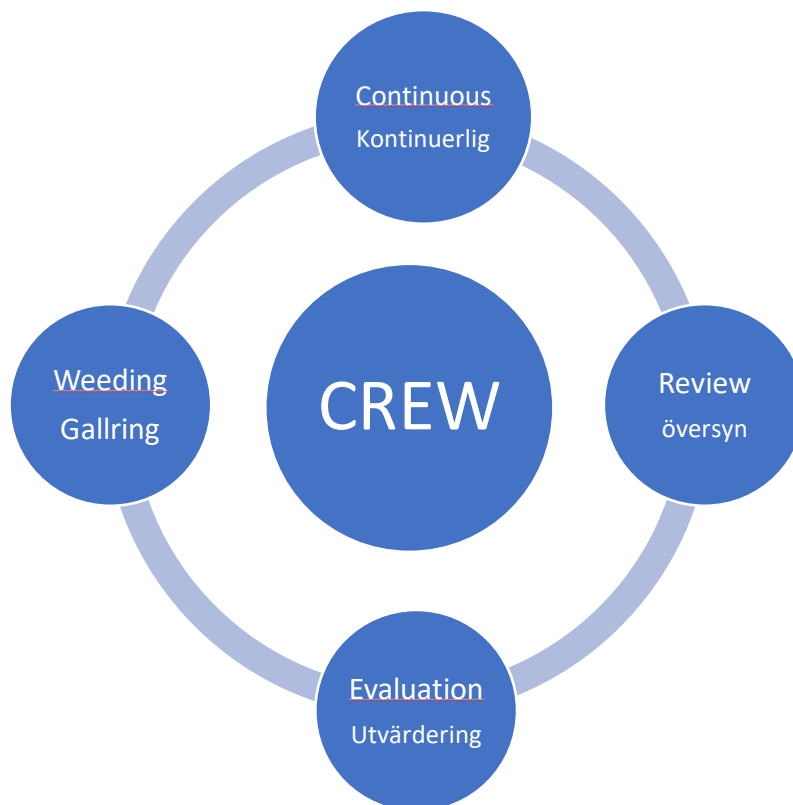 Continuous
Kontinuerlig
Weeding
Gallring
CREW
Review
översyn
Evaluation
Utvärdering